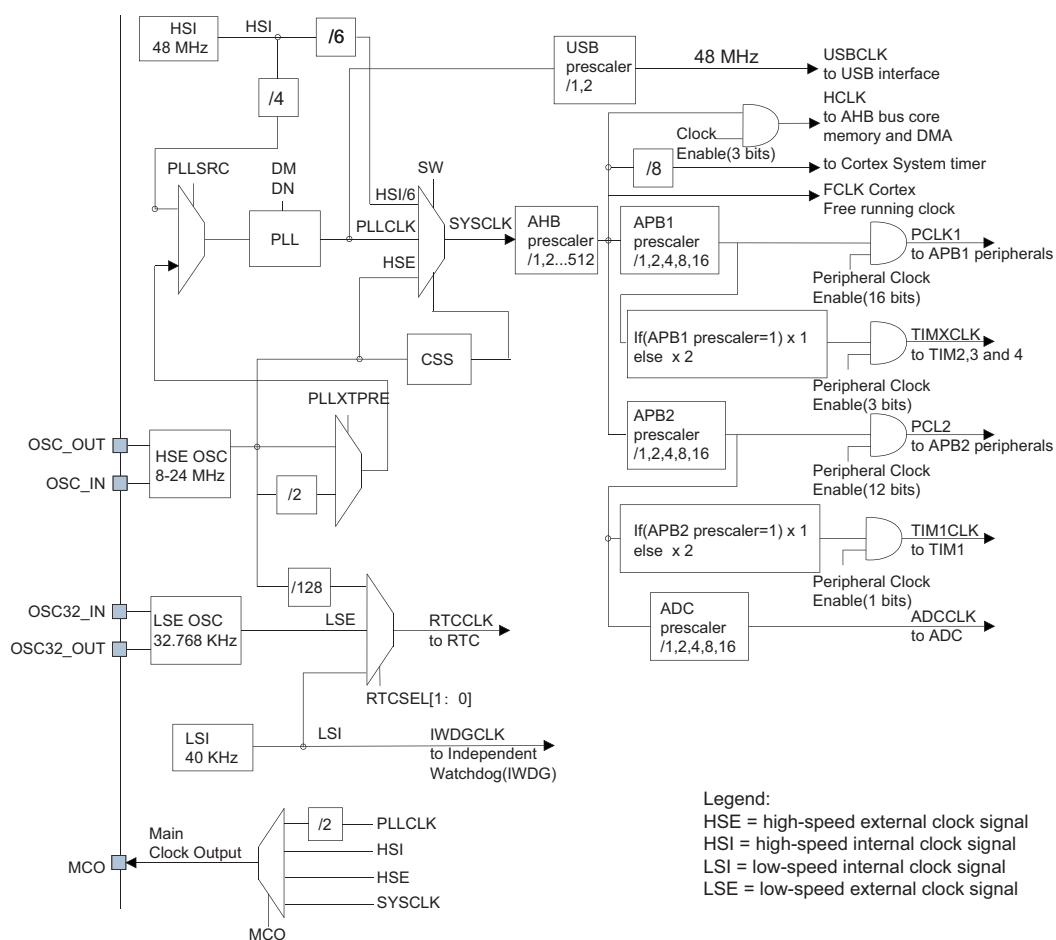 HSI
48 MHz
HSI
/6
/4
USB
prescaler
/1,2
48 MHz
USBCLK
to USB interface
HCLK
to AHB bus core
memory and DMA
Clock
Enable(3 bits)
/8
to Cortex System timer
FCLK Cortex
Free running clock
PLLSRC
DM
DN
PLL
SW
HSI/6
PLLCLK
HSE
SYSCLK
AHB
prescaler
/1,2...512
APB1
prescaler
/1,2,4,8,16
PCLK1
to APB1 peripherals
Peripheral Clock
Enable(16 bits)
CSS
If(APB1 prescaler=1) x 1
else x 2
TIMXCLK
to TIM2,3 and 4
Peripheral Clock
Enable(3 bits)
PLLXTPRE
OSC_OUT
OSC_IN
HSE OSC
8-24 MHz
/2
APB2
prescaler
/1,2,4,8,16
PCL2
to APB2 peripherals
Peripheral Clock
Enable(12 bits)
If(APB2 prescaler=1) x 1
else x 2
TIM1CLK
to TIM1
Peripheral Clock
Enable(1 bits)
/128
OSC32_IN
OSC32_OUT
LSE OSC
32.768 KHz
LSE
RTCCLK
to RTC
RTCSEL[1: 0]
ADC
prescaler
/1,2,4,8,16
ADCCLK
to ADC
LSI
40 KHz
LSI
IWDGCLK
to Independent
Watchdog(IWDG)
MCO
Main
Clock Output
/2
PLLCLK
HSI
HSE
SYSCLK
MCO
Legend:
HSE = high-speed external clock signal
HSI = high-speed internal clock signal
LSI = low-speed internal clock signal
LSE = low-speed external clock signal